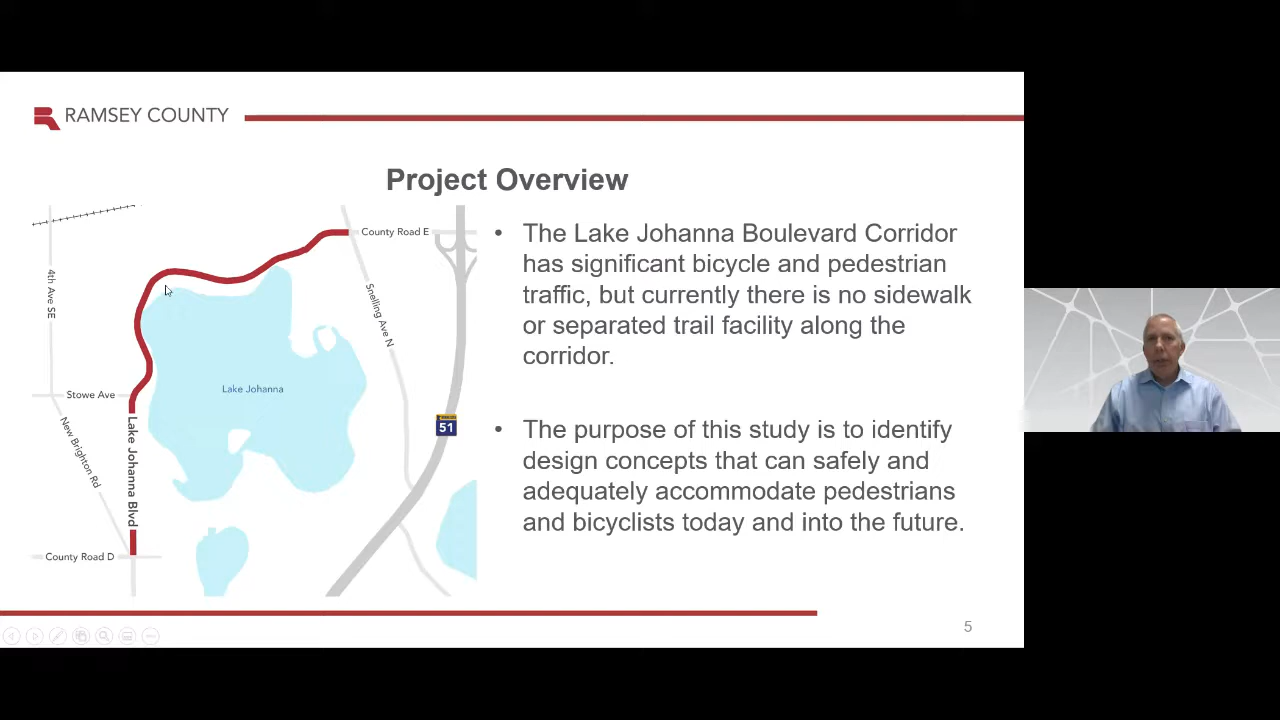 RAMSEY COUNTY
Project Overview
County Road E
4th Ave SE
Snelling Ave N
Lake Johanna
Stowe Ave
New Brighton Rd
Lake Johanna Blvd
51
County Road D
• The Lake Johanna Boulevard Corridor
has significant bicycle and pedestrian
traffic, but currently there is no sidewalk
or separated trail facility along the
corridor.
• The purpose of this study is to identify
design concepts that can safely and
adequately accommodate pedestrians
and bicyclists today and into the future.
5